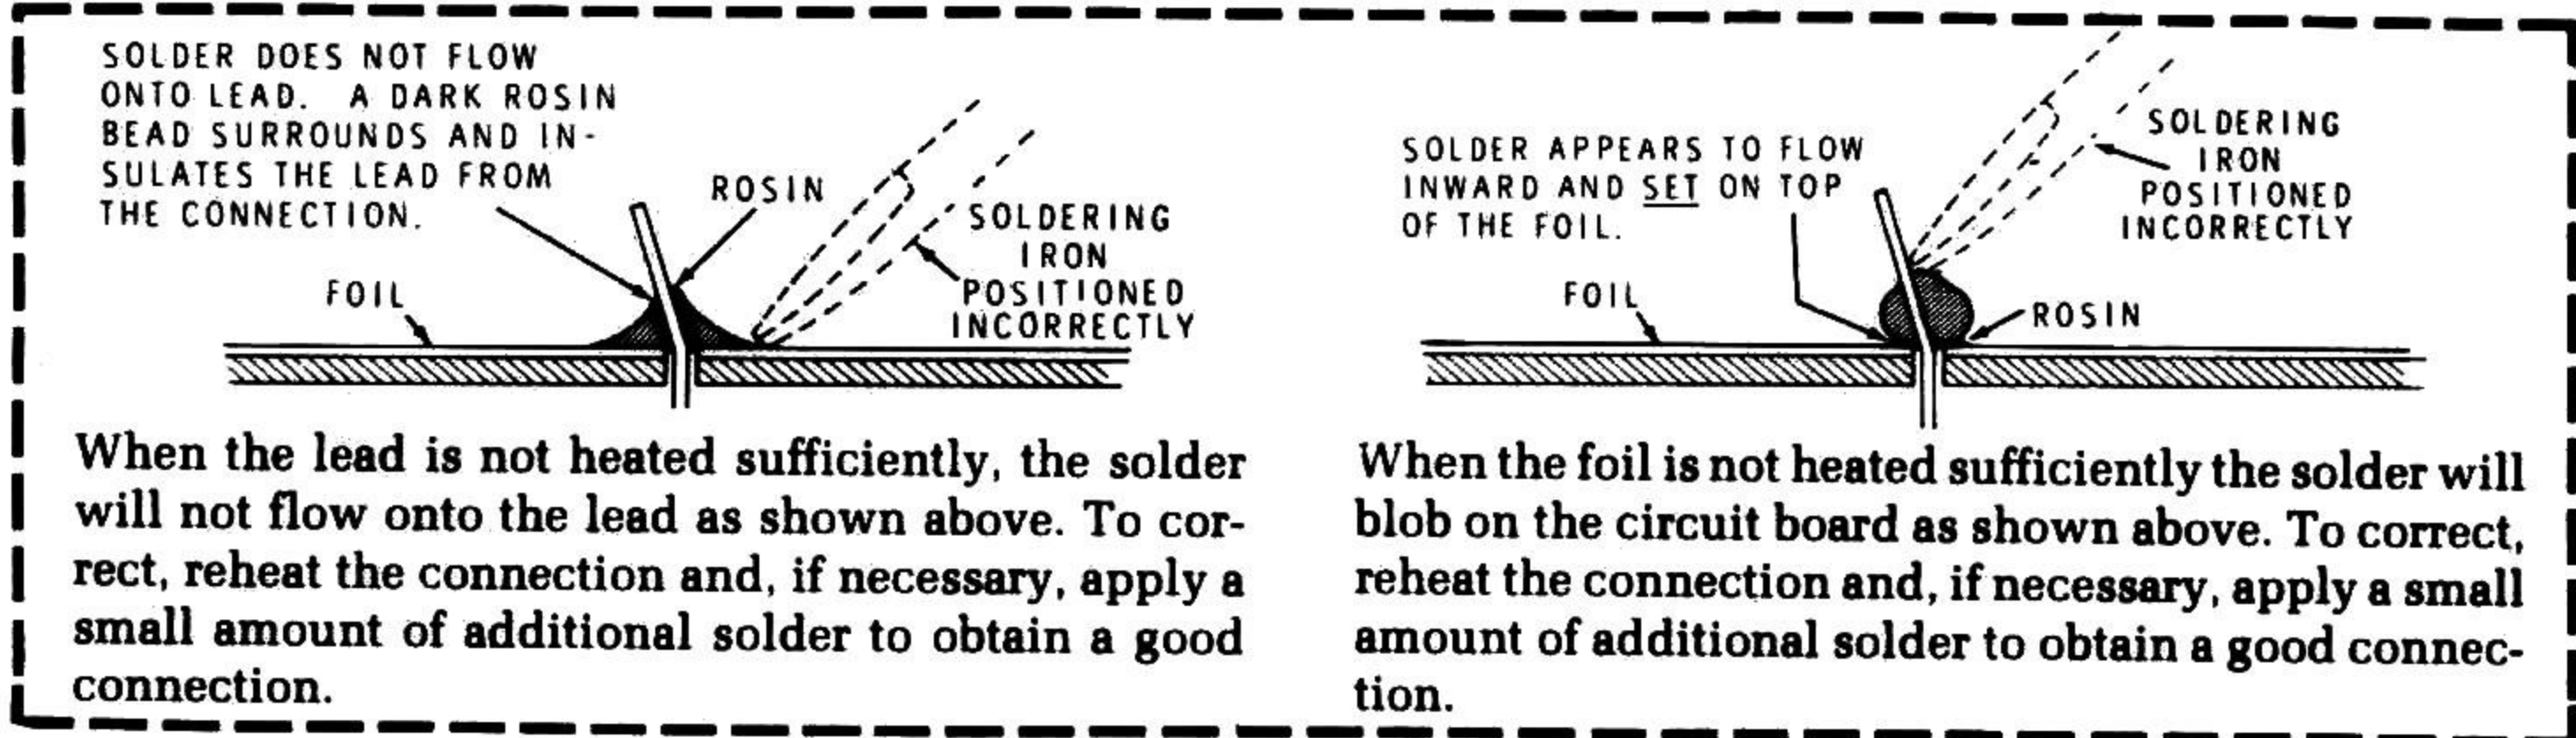 SOLDER DOES NOT FLOW
ONTO LEAD. A DARK ROSIN
BEAD SURROUNDS AND IN-
SULATES THE LEAD FROM
THE CONNECTION.
ROSIN
SOLDERING
IRON
POSITIONED
INCORRECTLY
FOIL
When the lead is not heated sufficiently, the solder
will not flow onto the lead as shown above. To cor-
rect, reheat the connection and, if necessary, apply a
small amount of additional solder to obtain a good
connection.
SOLDER APPEARS TO FLOW
INWARD AND SET ON TOP
OF THE FOIL.
SOLDERING
IRON
POSITIONED
INCORRECTLY
FOIL
ROSIN
When the foil is not heated sufficiently the solder will
blob on the circuit board as shown above. To correct,
reheat the connection and, if necessary, apply a small
amount of additional solder to obtain a good connec-
tion.